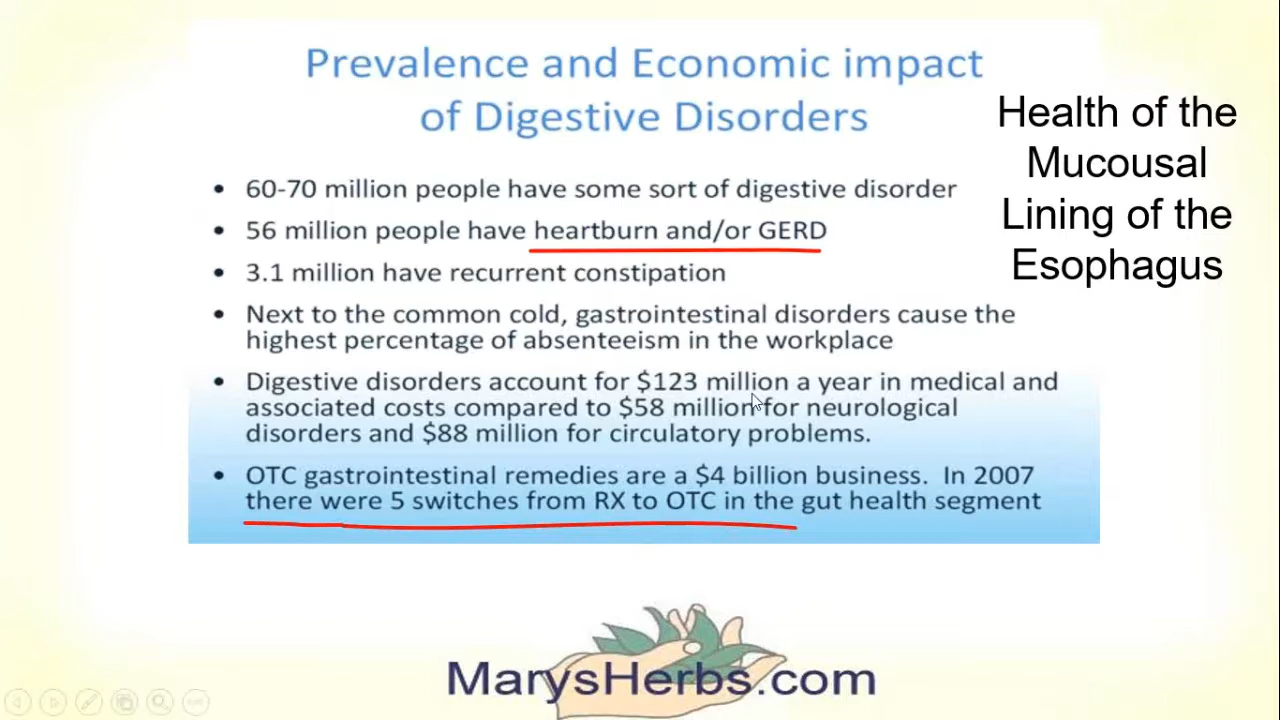 Prevalence and Economic impact
of Digestive Disorders
Health of the
Mucousal
Lining of the
Esophagus
• 60-70 million people have some sort of digestive disorder
• 56 million people have heartburn and/or GERD
• 3.1 million have recurrent constipation
• Next to the common cold, gastrointestinal disorders cause the
highest percentage of absenteeism in the workplace
• Digestive disorders account for $123 million a year in medical and
associated costs compared to $58 million for neurological
disorders and $88 million for circulatory problems.
• OTC gastrointestinal remedies are a $4 billion business. In 2007
there were 5 switches from RX to OTC in the gut health segment
MarysHerbs.com